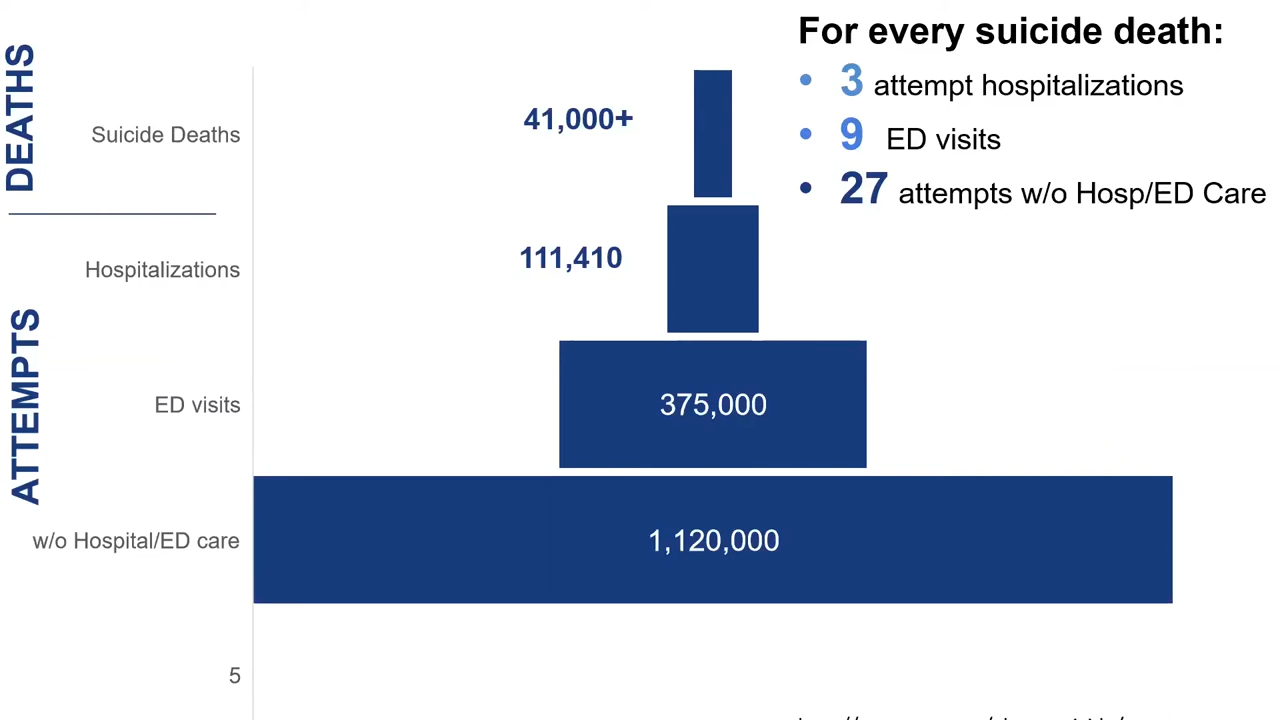 For every suicide death:
• 3 attempt hospitalizations
• 9 ED visits
• 27 attempts w/o Hosp/ED Care
DEATHS
Suicide Deaths
41,000+
ATTEMPTS
Hospitalizations
111,410
ED visits
375,000
w/o Hospital/ED care
1,120,000
5